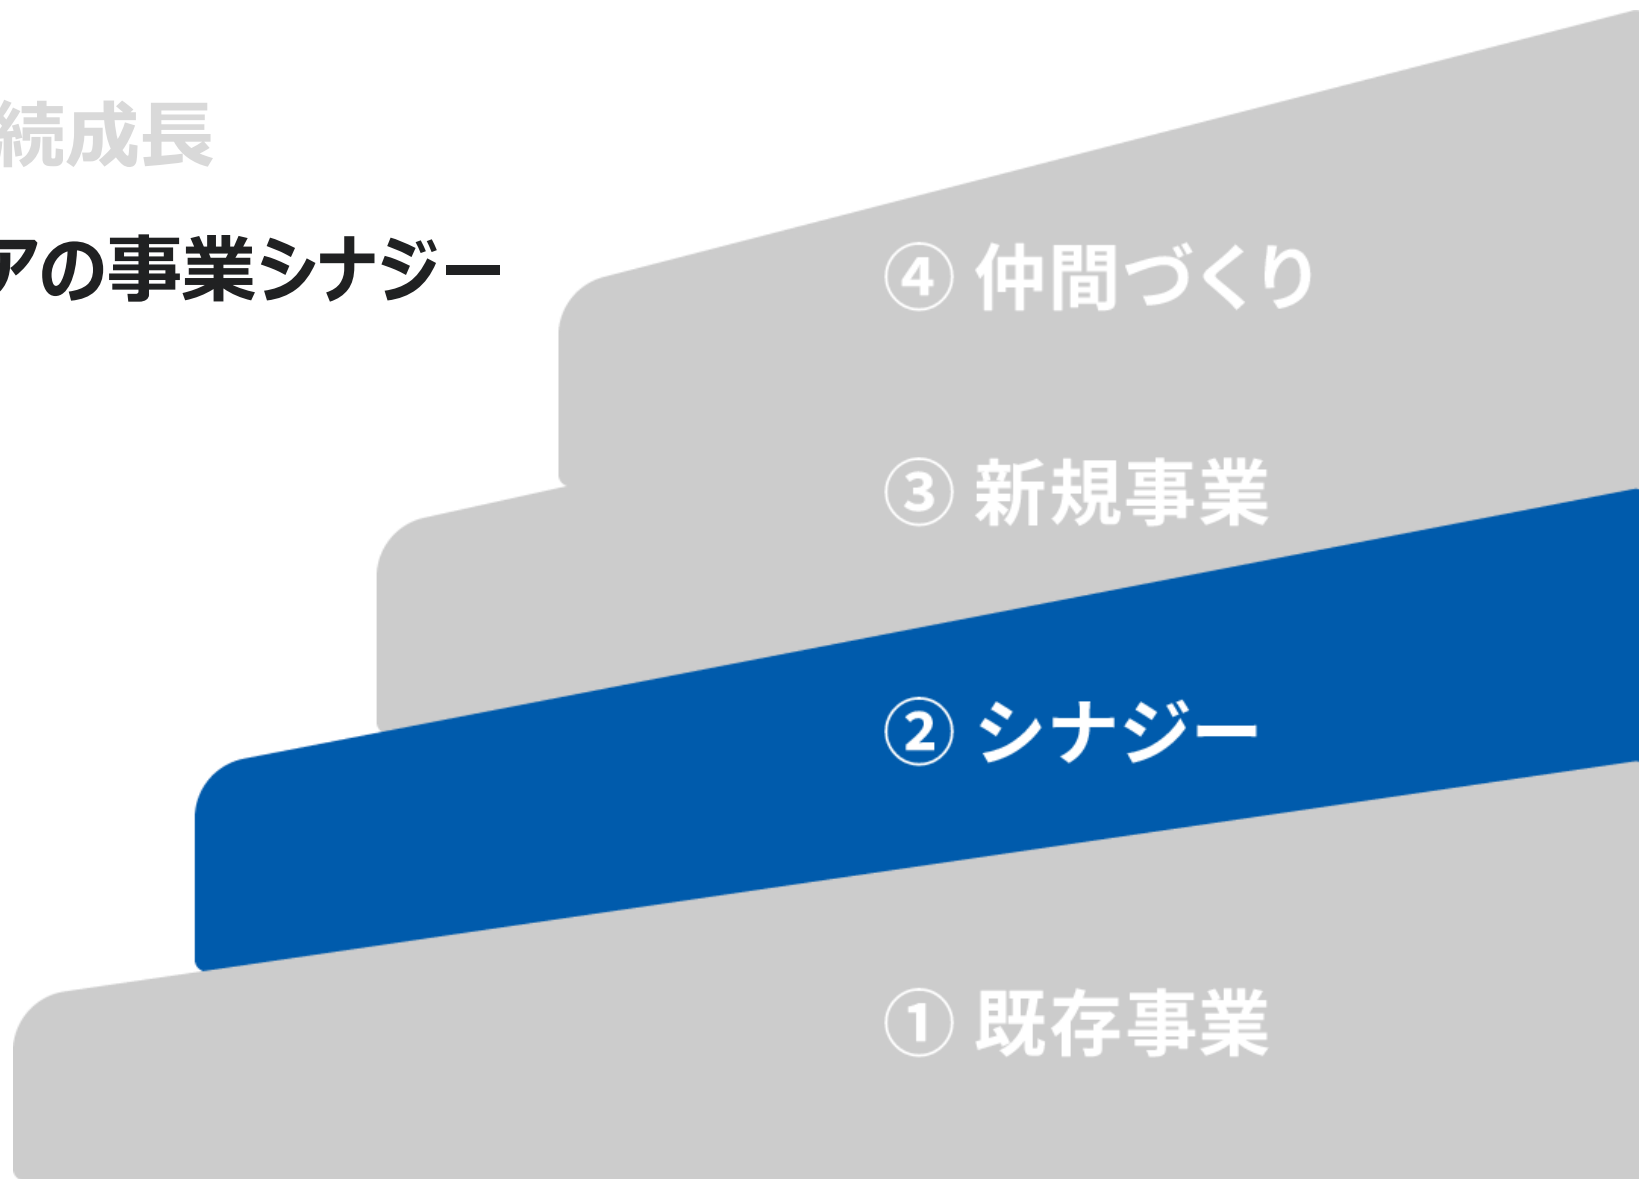 続成長
アの事業シナジー
④ 仲間づくり
③ 新規事業
② シナジー
① 既存事業